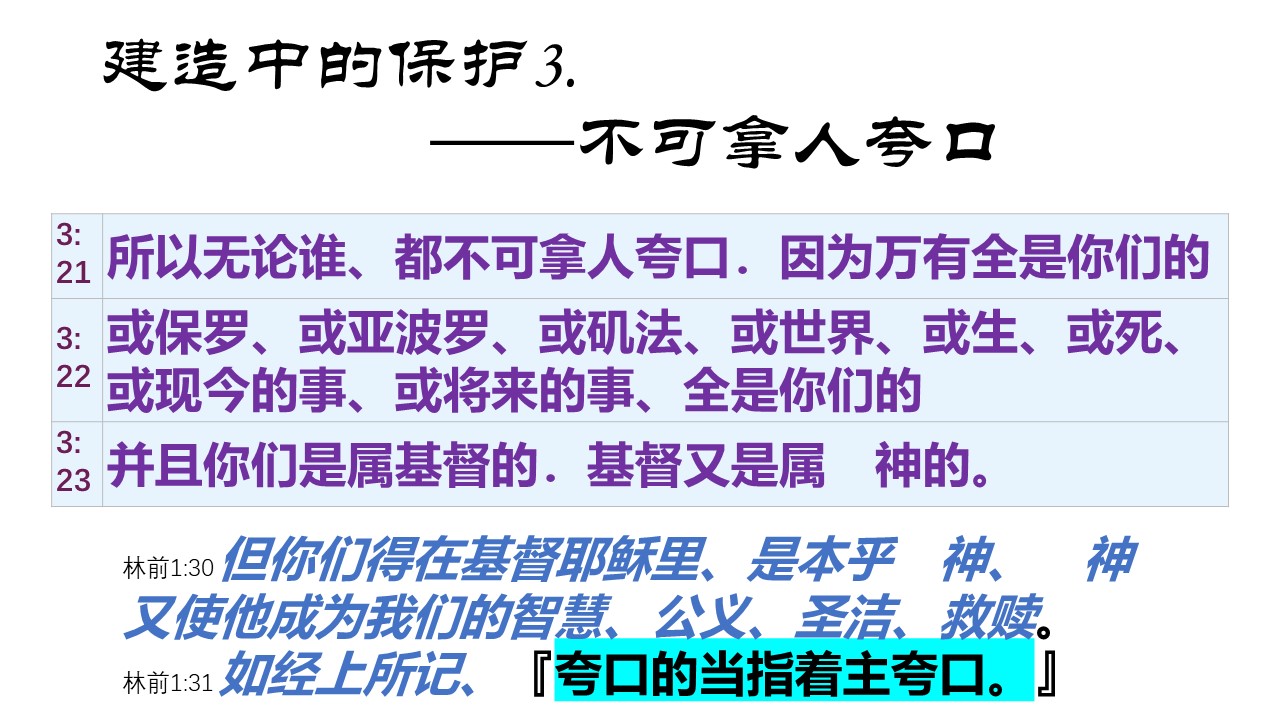 建造中的保护3.
——不可拿人夸口
3:
21
所以无论谁、都不可拿人夸口．因为万有全是你们的
3:
22
或保罗、或亚波罗、或矶法、或世界、或生、或死、
或现今的事、或将来的事、全是你们的
3:
23
并且你们是属基督的．基督又是属　神的。
林前1:30 但你们得在基督耶稣里、是本乎　神、　神
又使他成为我们的智慧、公义、圣洁、救赎。
林前1:31 如经上所记、『夸口的当指着主夸口。』